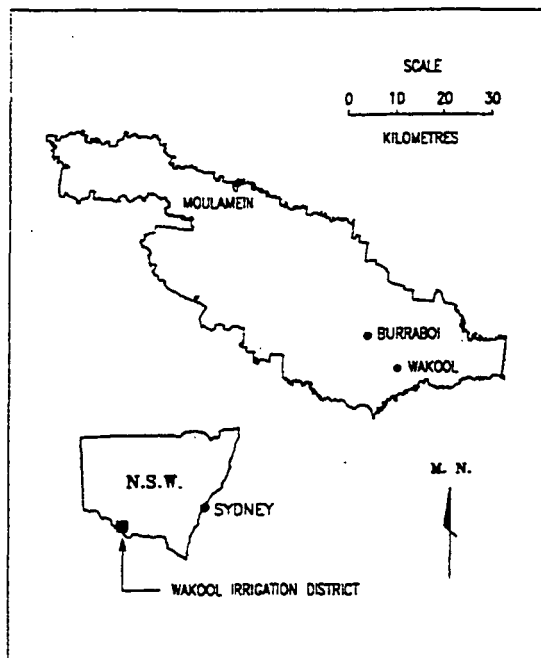 SCALE
0 10 20 30
KILOMETRES
MOULAMEIN
BURRABOI
WAKOOL
N.S.W.
M. N.
SYDNEY
WAKOOL IRRIGATION DISTRICT